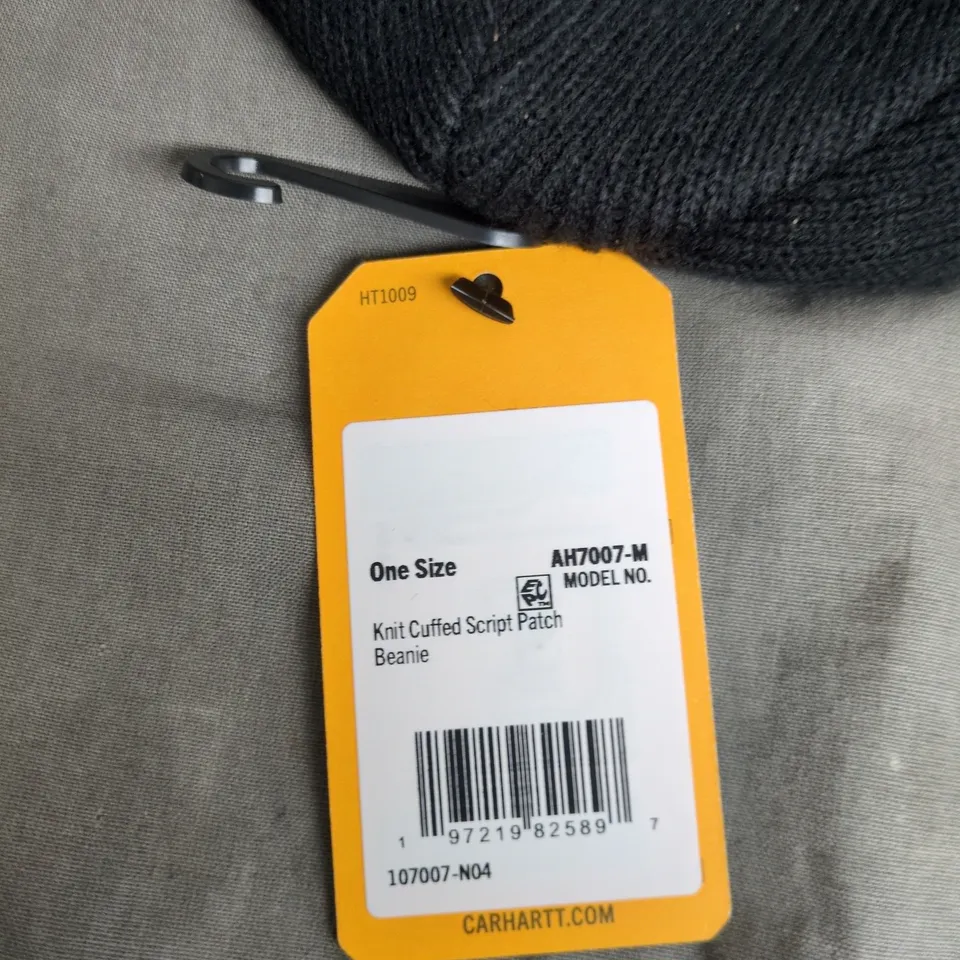 HT1009
One Size
AH7007-M
MODEL NO.
EPC™
Knit Cuffed Script Patch
Beanie
1 97219 82589 7
107007-N04
CARHARTT.COM